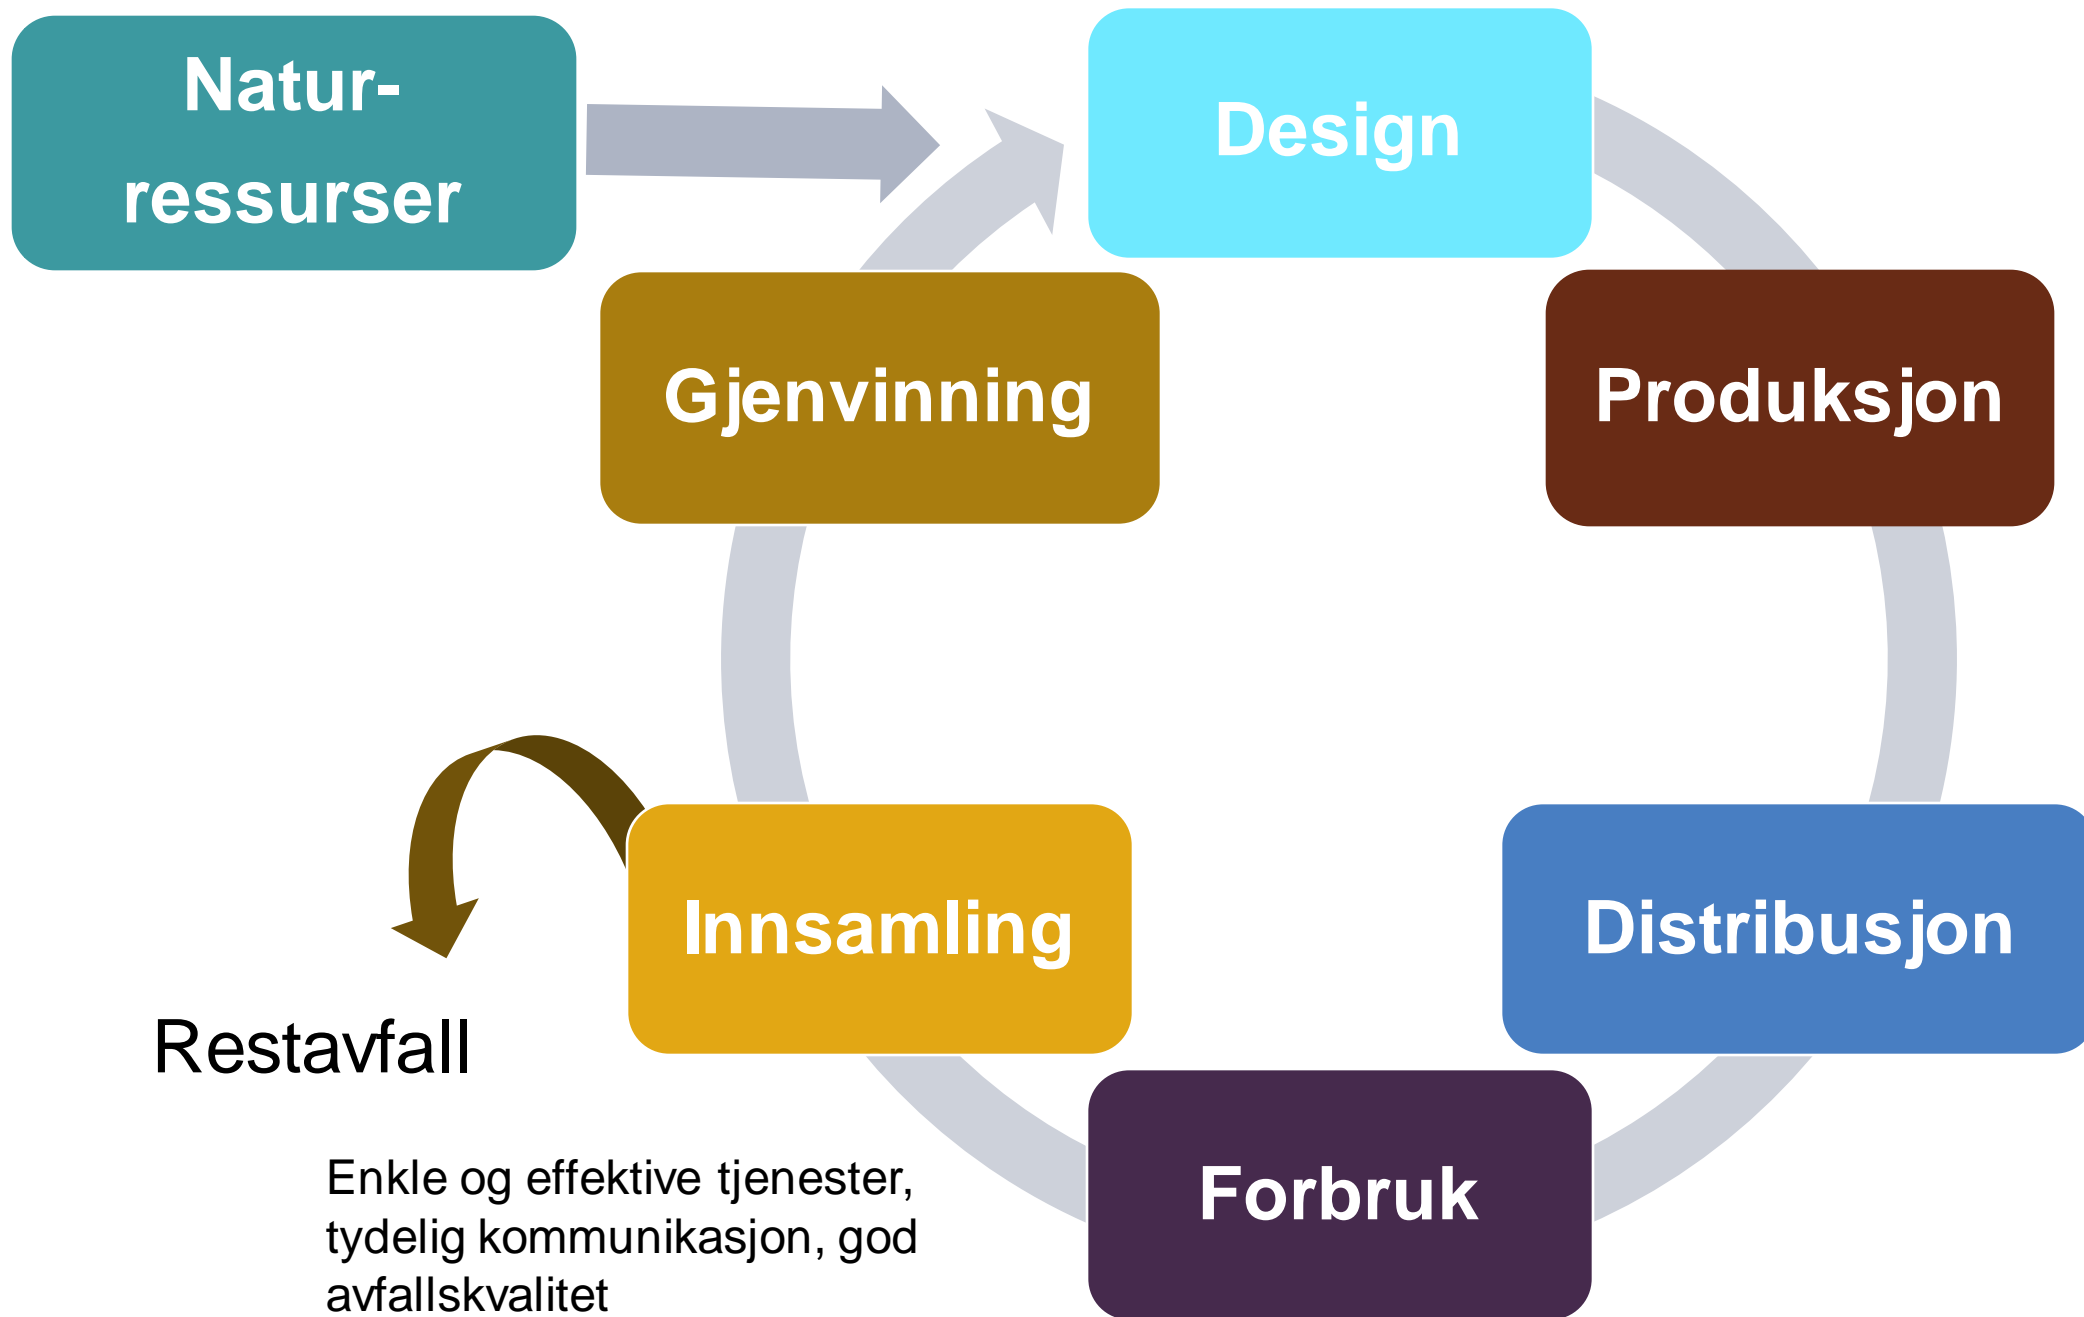 Natur-
ressurser
Design
Gjenvinning
Produksjon
Innsamling
Distribusjon
Restavfall
Forbruk
Enkle og effektive tjenester,
tydelig kommunikasjon, god
avfallskvalitet